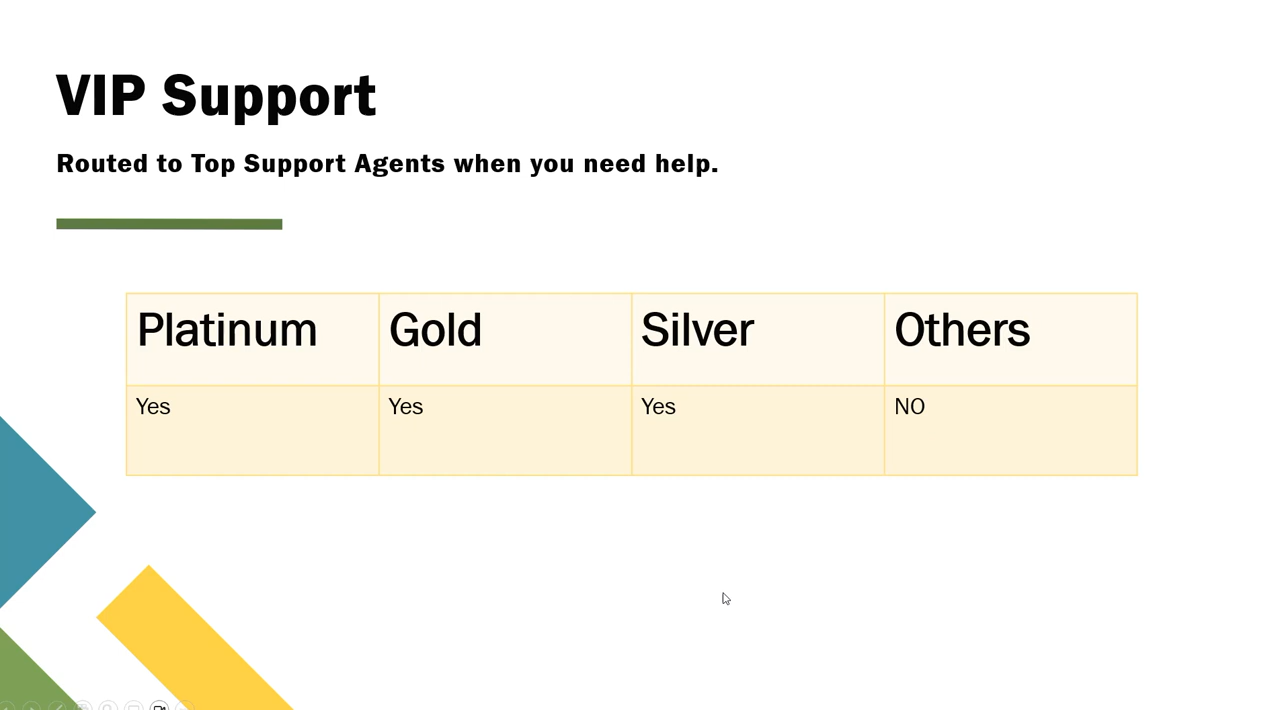 VIP Support
Routed to Top Support Agents when you need help.
Platinum Gold Silver Others
Yes Yes Yes NO